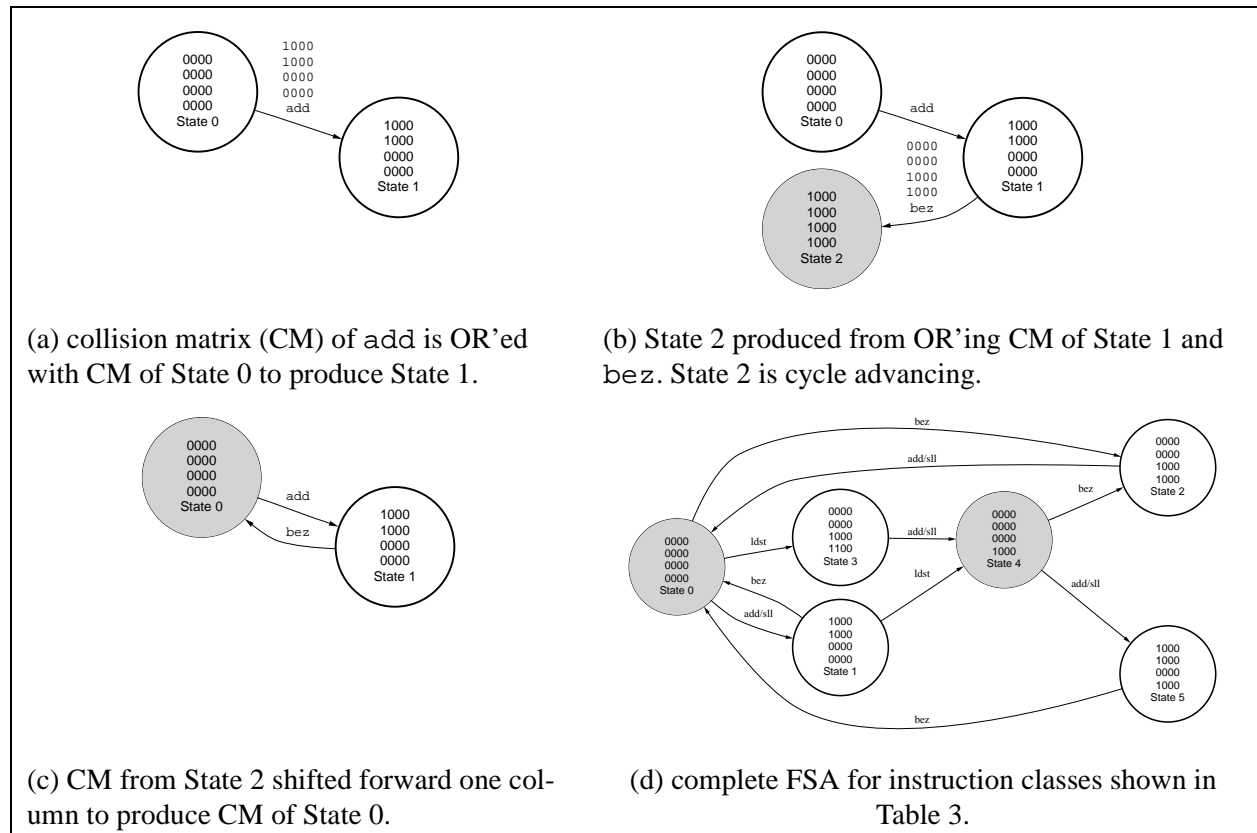 0000
0000
0000
0000
State 0
1000
1000
0000
0000
add
1000
1000
0000
0000
State 1
(a) collision matrix (CM) of add is OR’ed
with CM of State 0 to produce State 1.
0000
0000
0000
0000
State 0
add
1000
1000
0000
0000
State 1
0000
0000
1000
1000
bez
1000
1000
1000
1000
State 2
(b) State 2 produced from OR’ing CM of State 1 and
bez. State 2 is cycle advancing.
0000
0000
0000
0000
State 0
add
bez
1000
1000
0000
0000
State 1
(c) CM from State 2 shifted forward one col-
umn to produce CM of State 0.
bez
add/sll
0000
0000
1000
1000
State 2
bez
0000
0000
1000
1100
State 3
add/sll
0000
0000
0000
1000
State 4
0000
0000
0000
0000
State 0
ldst
bez
add/sll
ldst
add/sll
1000
1000
0000
0000
State 1
1000
1000
0000
1000
State 5
bez
(d) complete FSA for instruction classes shown in
Table 3.